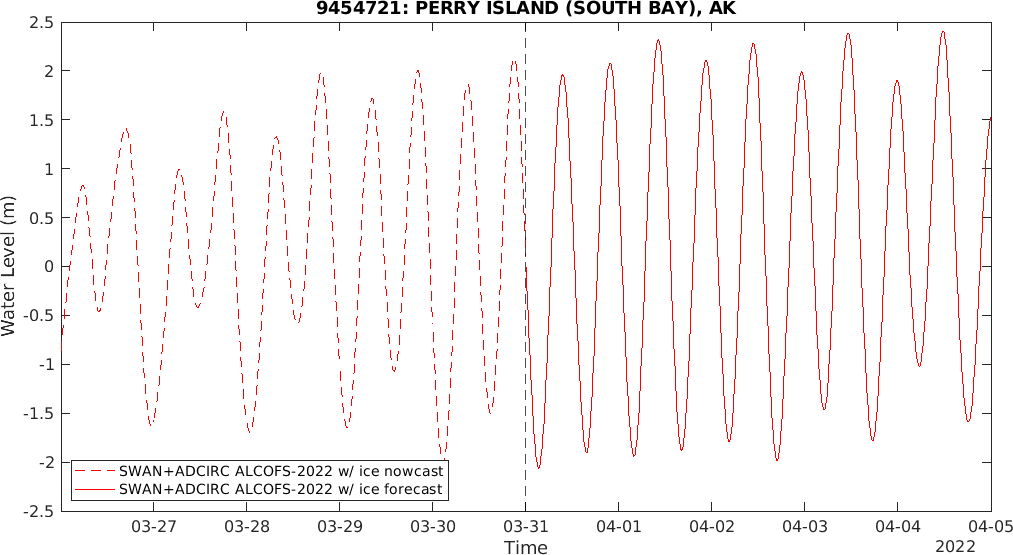 9454721: PERRY ISLAND (SOUTH BAY), AK
2.5
2
1.5
1
0.5
0
-0.5
-1
-1.5
-2
-2.5
Water Level (m)
SWAN+ADCIRC ALCOFS-2022 w/ ice nowcast
SWAN+ADCIRC ALCOFS-2022 w/ ice forecast
03-27 03-28 03-29 03-30 03-31 04-01 04-02 04-03 04-04 04-05
Time
2022